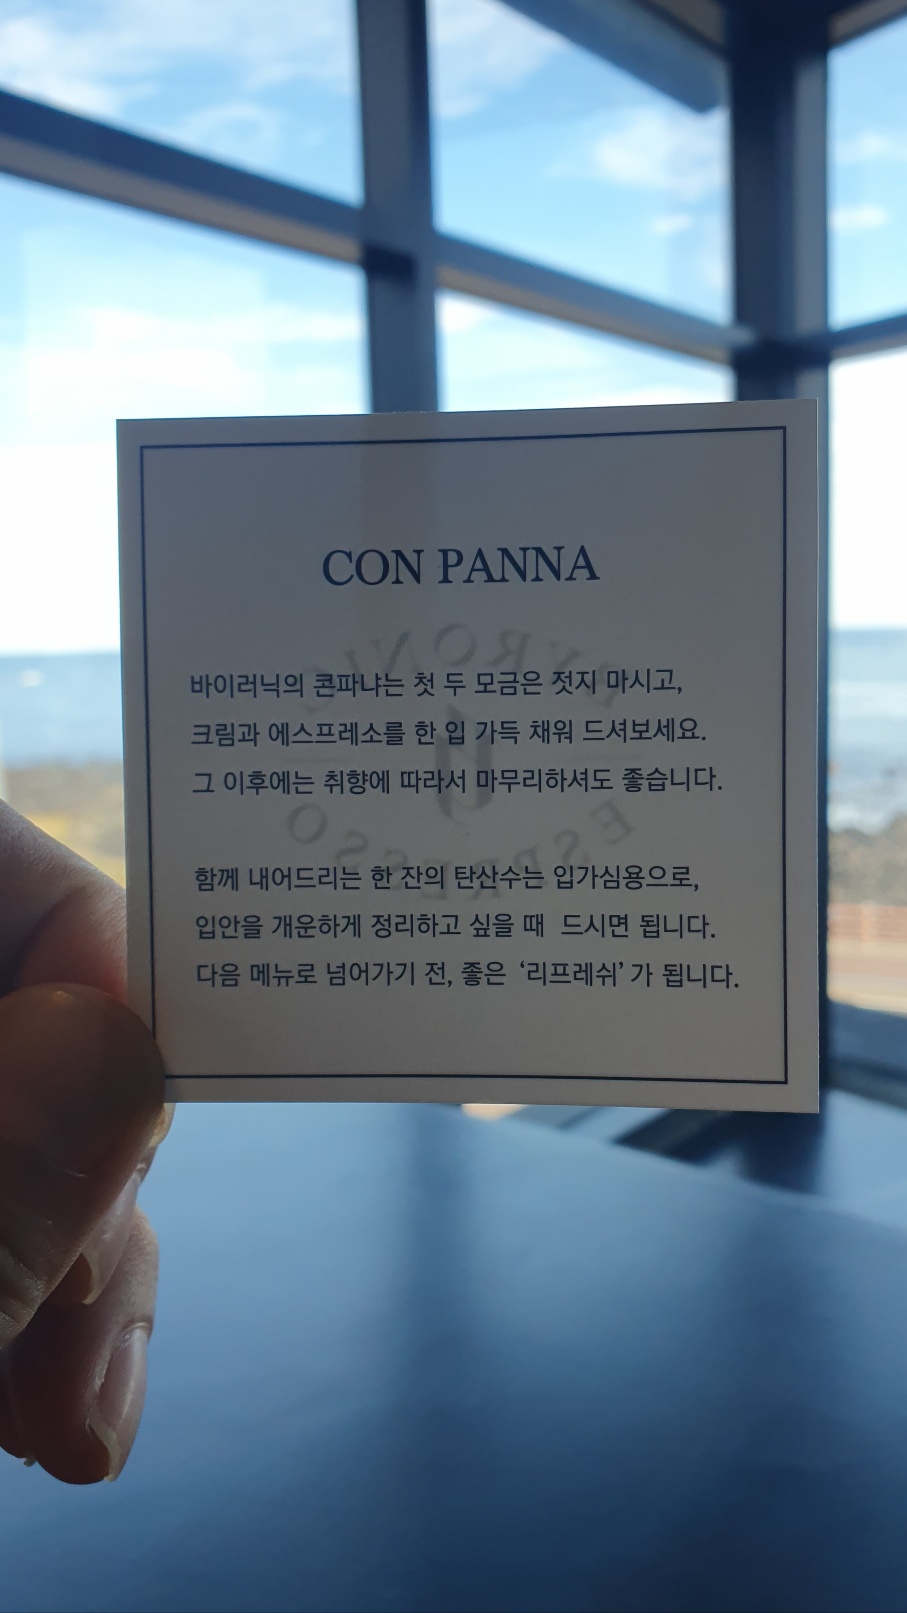 CON PANNA
바이러닉의 콘파냐는 첫 두 모금은 젓지 마시고,
크림과 에스프레소를 한 입 가득 채워 드셔보세요.
그 이후에는 취향에 따라서 마무리하셔도 좋습니다.
함께 내어드리는 한 잔의 탄산수는 입가심용으로,
입안을 개운하게 정리하고 싶을 때 드시면 됩니다.
다음 메뉴로 넘어가기 전, 좋은 ‘리프레쉬’ 가 됩니다.
BYRONIC
ESPRESSO